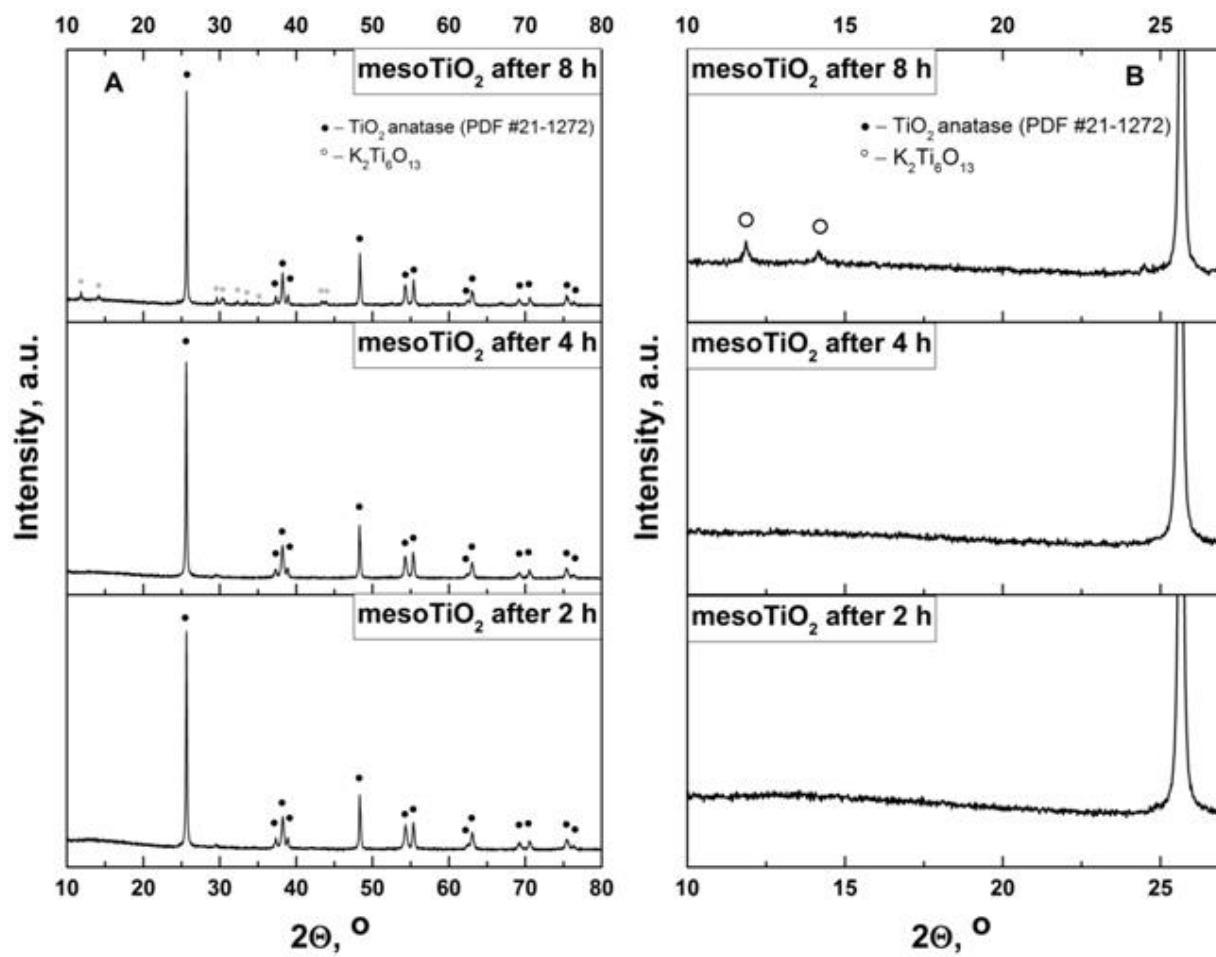 10 20 30 40 50 60 70 80
A
mesoTiO₂ after 8 h
● – TiO₂ anatase (PDF #21-1272)
○ – K₂Ti₆O₁₃
mesoTiO₂ after 4 h
mesoTiO₂ after 2 h
Intensity, a.u.
10 20 30 40 50 60 70 80
2Θ, °
10 15 20 25
mesoTiO₂ after 8 h
B
● – TiO₂ anatase (PDF #21-1272)
○ – K₂Ti₆O₁₃
mesoTiO₂ after 4 h
mesoTiO₂ after 2 h
Intensity, a.u.
10 15 20 25
2Θ, °